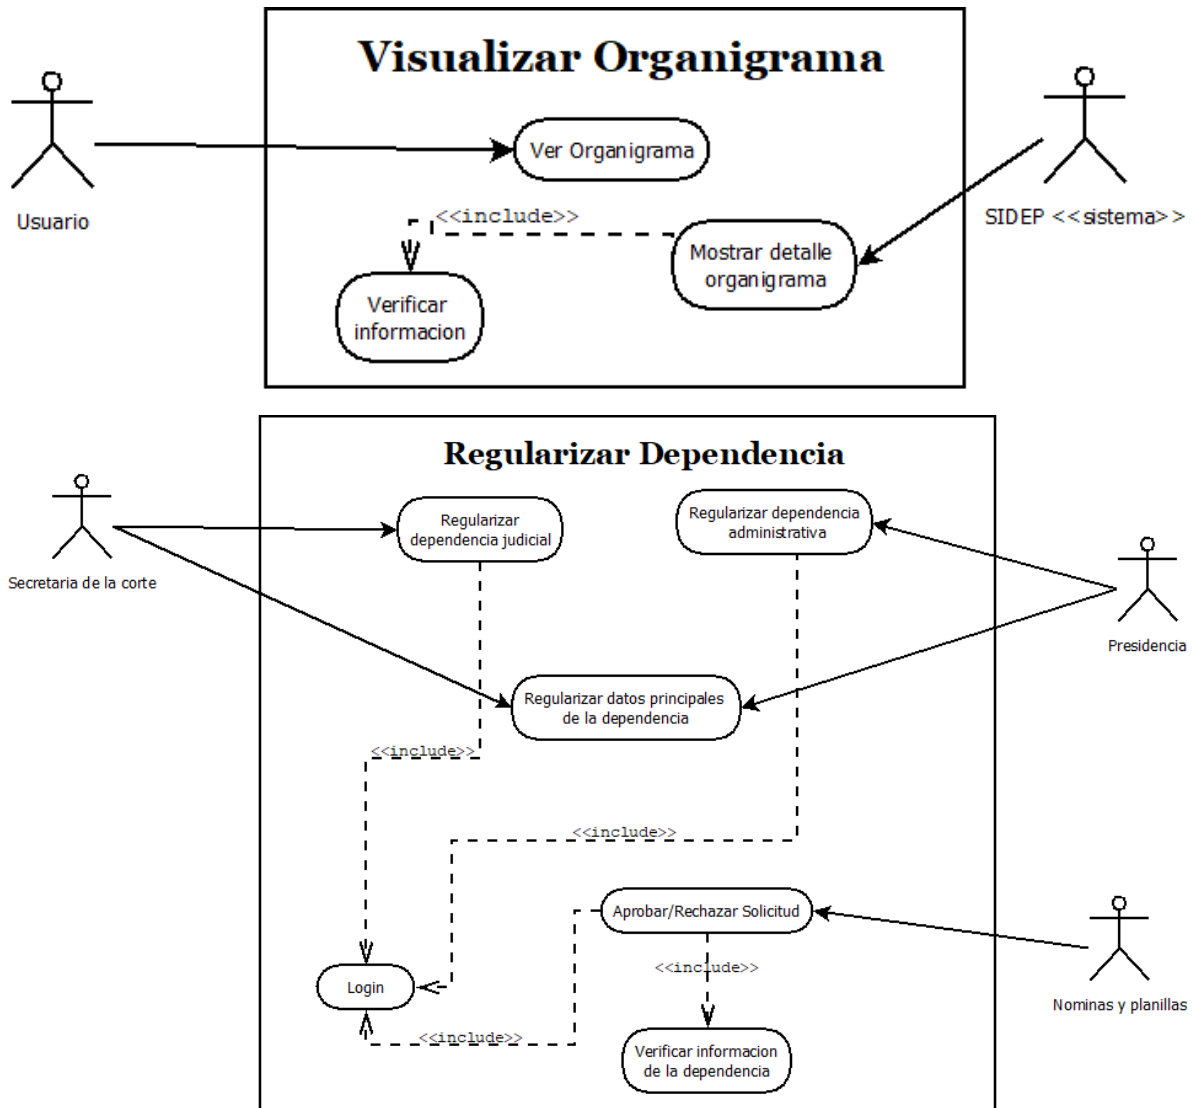 Visualizar Organigrama
Ver Organigrama
Usuario
SIDEP <<sistema>>
<<include>>
Mostrar detalle
organigrama
Verificar
informacion
Regularizar Dependencia
Regularizar
dependencia judicial
Regularizar dependencia
administrativa
Secretaria de la corte
Presidencia
Regularizar datos principales
de la dependencia
<<include>>
<<include>>
Aprobar/Rechazar Solicitud
<<include>>
Login
Nominas y planillas
<<include>>
Verificar informacion
de la dependencia